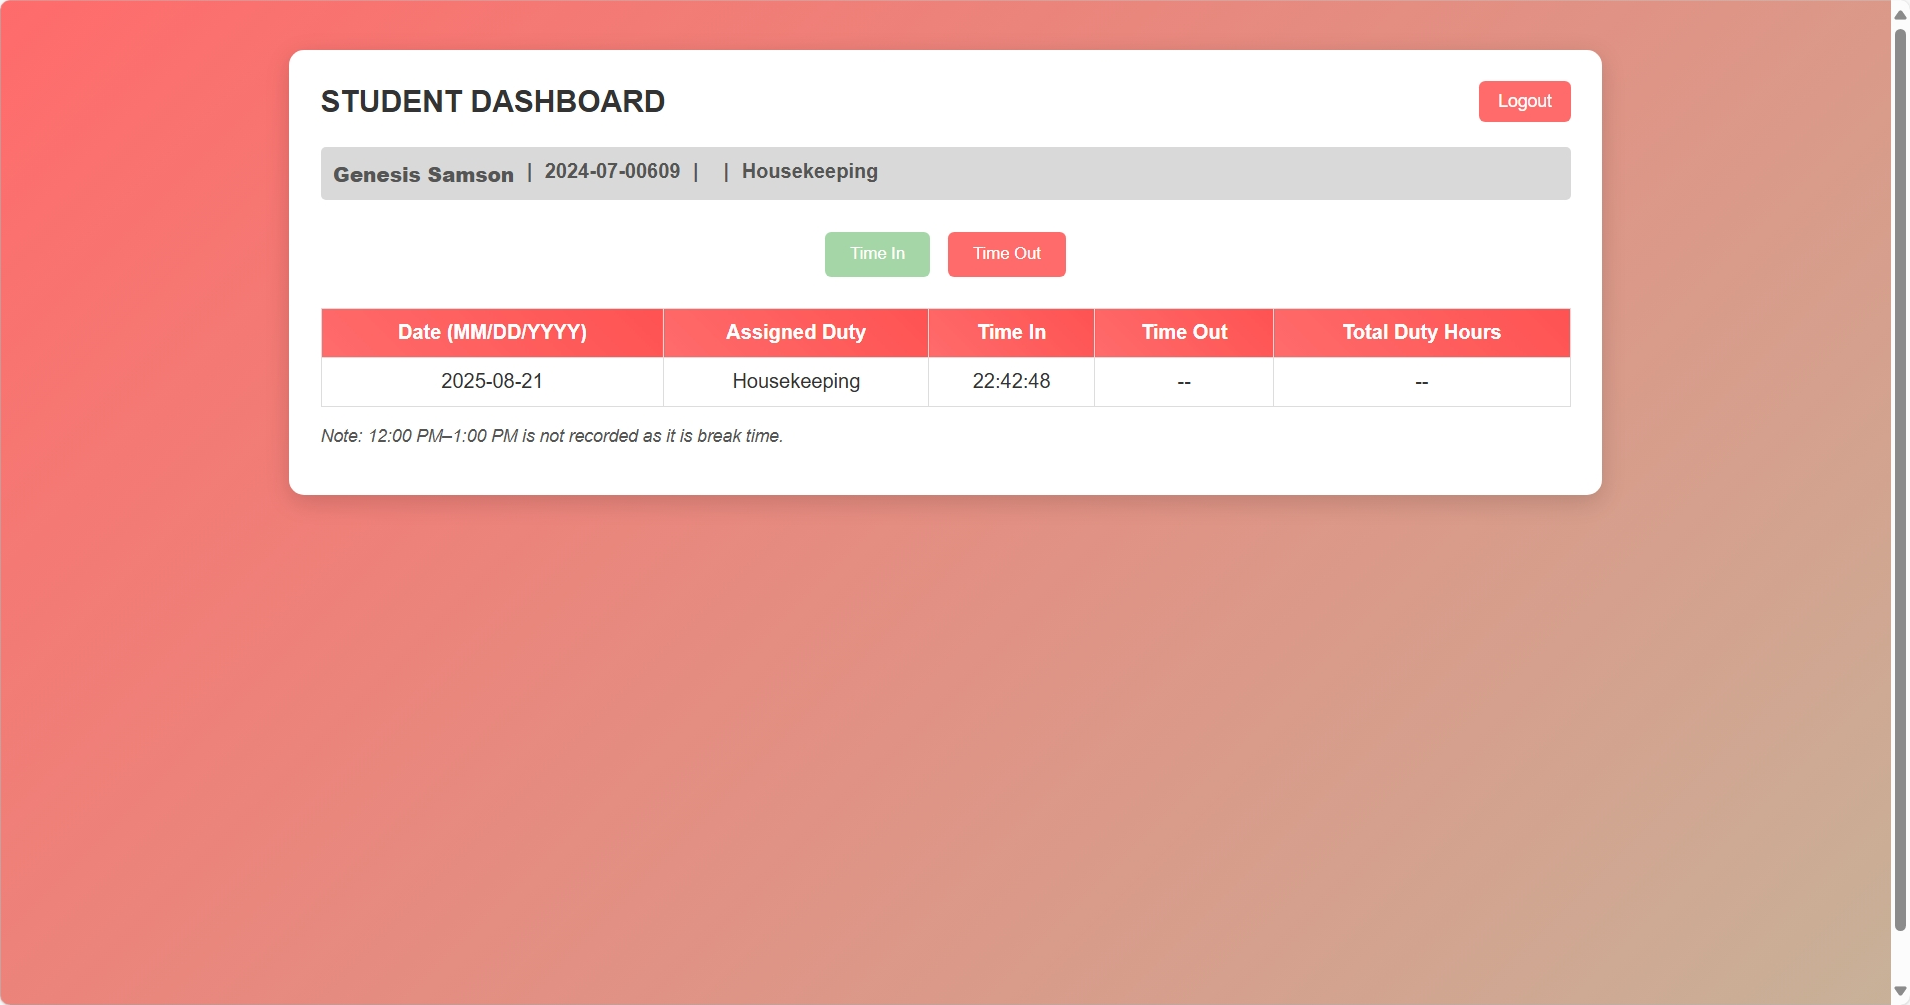 STUDENT DASHBOARD
Logout
Genesis Samson | 2024-07-00609 | | Housekeeping
Time In Time Out
Date (MM/DD/YYYY) Assigned Duty Time In Time Out Total Duty Hours
2025-08-21 Housekeeping 22:42:48 -- --
Note: 12:00 PM–1:00 PM is not recorded as it is break time.